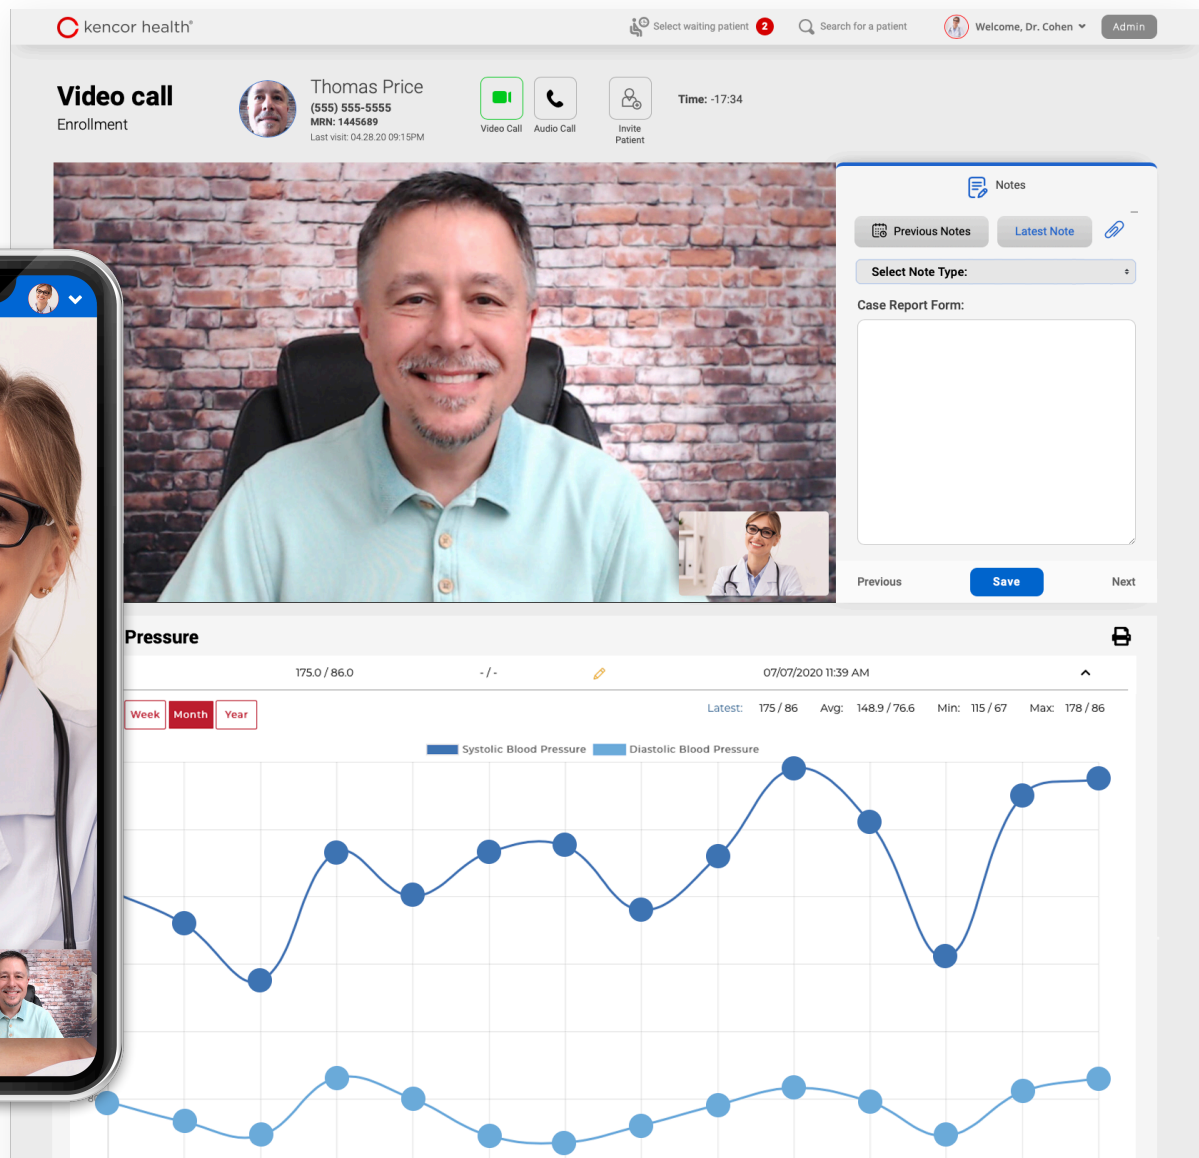 kencor health®
Select waiting patient 2
Search for a patient
Welcome, Dr. Cohen
Admin
Video call
Enrollment
Thomas Price
(555) 555-5555
MRN: 1445689
Last visit: 04.28.20 09:15PM
Video Call
Audio Call
Invite
Patient
Time: -17:34
Notes
Previous Notes
Latest Note
Select Note Type:
Case Report Form:
Previous
Save
Next
Pressure
175.0 / 86.0
- / -
07/07/2020 11:39 AM
Week
Month
Year
Latest: 175 / 86 Avg: 148.9 / 76.6 Min: 115 / 67 Max: 178 / 86
Systolic Blood Pressure
Diastolic Blood Pressure